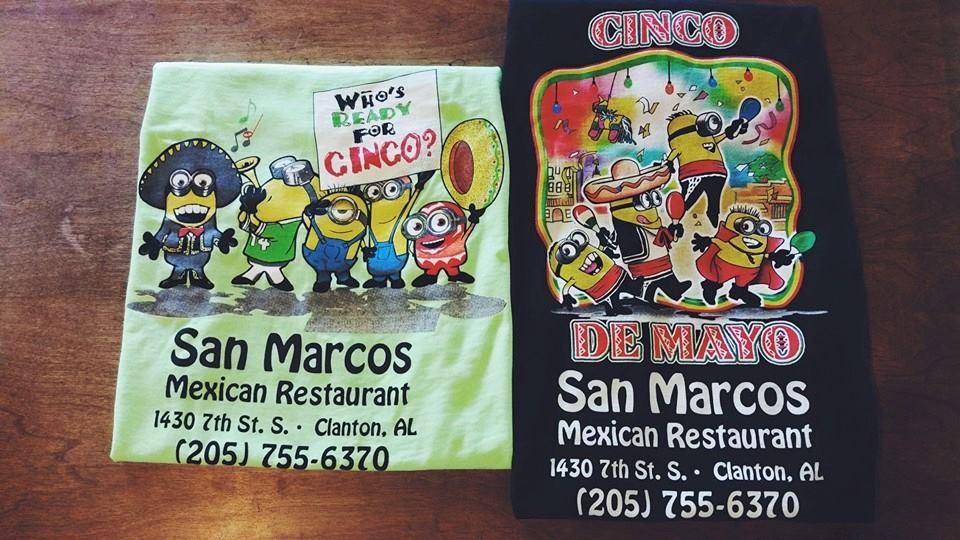 WHO'S
READY
FOR
CINCO?
San Marcos
Mexican Restaurant
1430 7th St. S. · Clanton, AL
(205) 755-6370
CINCO
DE MAYO
San Marcos
Mexican Restaurant
1430 7th St. S. · Clanton, AL
(205) 755-6370